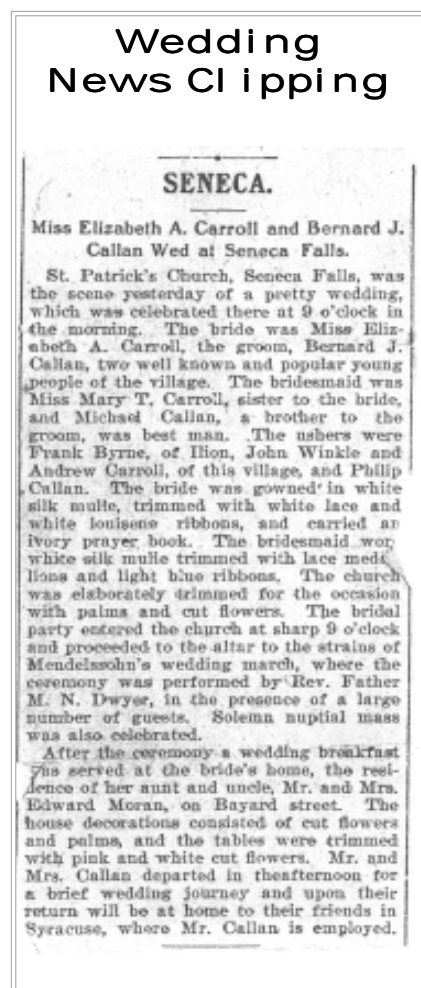 Wedding
News Clipping
SENECA.
Miss Elizabeth A. Carroll and Bernard J.
Callan Wed at Seneca Falls.
St. Patrick's Church, Seneca Falls, was
the scene yesterday of a pretty wedding,
which was celebrated there at 9 o'clock in
the morning. The bride was Miss Eliz-
abeth A. Carroll, the groom, Bernard J.
Callan, two well known and popular young
people of the village. The bridesmaid was
Miss Mary T. Carroll, sister to the bride,
and Michael Callan, a brother to the
groom, was best man. .The ushers were
Frank Byrne, of Ilion, John Winkle and
Andrew Carroll, of this village, and Philip
Callan. The bride was gowned in white
silk mulle, trimmed with white lace and
white louisene ribbons, and carried an
ivory prayer book. The bridesmaid wor
white silk mulle trimmed with lace meda
lions and light blue ribbons. The church
was elaborately trimmed for the occasion
with palms and cut flowers. The bridal
party entered the church at sharp 9 o'clock
and proceeded to the altar to the strains of
Mendelssohn's wedding march, where the
ceremony was performed by Rev. Father
M. N. Dwyer, in the presence of a large
number of guests. Solemn nuptial mass
was also celebrated.
After the ceremony a wedding breakfast
was served at the bride's home, the resi-
dence of her aunt and uncle, Mr. and Mrs.
Edward Moran, on Bayard street. The
house decorations consisted of cut flowers
and palms, and the tables were trimmed
with pink and white cut flowers. Mr. and
Mrs. Callan departed in theafternoon for
a brief wedding journey and upon their
return will be at home to their friends in
Syracuse, where Mr. Callan is employed.